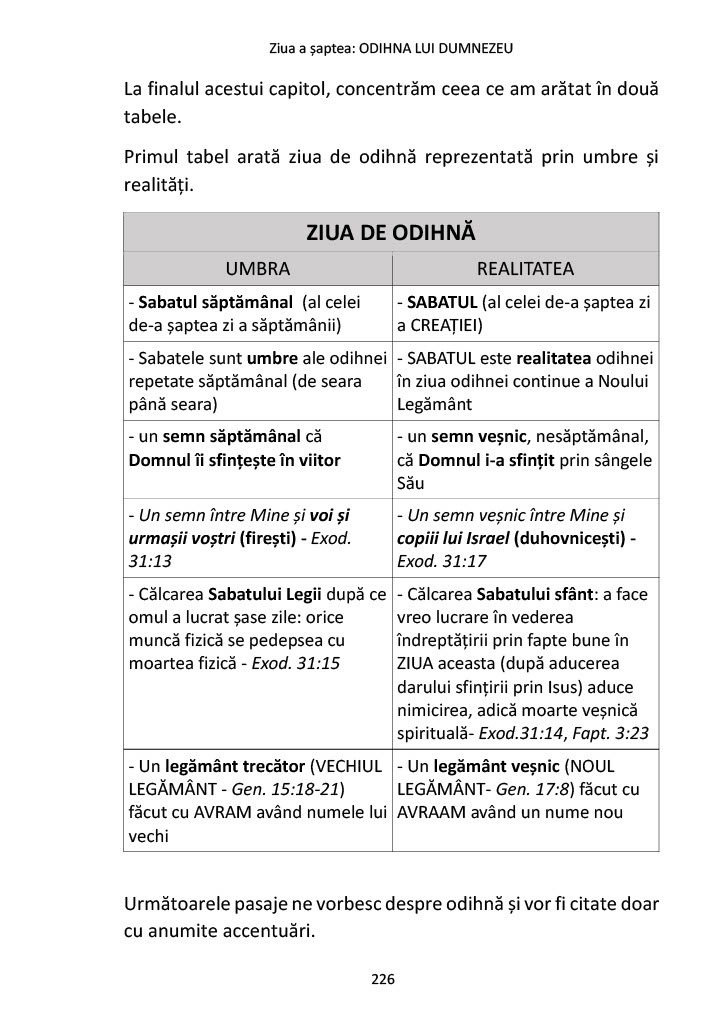 Ziua a șaptea: ODIHNA LUI DUMNEZEU
La finalul acestui capitol, concentrăm ceea ce am arătat în două
tabele.
Primul tabel arată ziua de odihnă reprezentată prin umbre și
realități.
ZIUA DE ODIHNĂ
UMBRA
REALITATEA
- Sabatul săptămânal (al celei
de-a șaptea zi a săptămânii)
- SABATUL (al celei de-a șaptea zi
a CREAȚIEI)
- Sabatele sunt umbre ale odihnei
repetate săptămânal (de seara
până seara)
- SABATUL este realitatea odihnei
în ziua odihnei continue a Noului
Legământ
- un semn săptămânal că
Domnul îi sfințește în viitor
- un semn veșnic, nesăptămânal,
că Domnul i-a sfințit prin sângele
Său
- Un semn între Mine și voi și
urmașii voștri (firești) - Exod.
31:13
- Un semn veșnic între Mine și
copiii lui Israel (duhovnicești) -
Exod. 31:17
- Călcarea Sabatului Legii după ce
omul a lucrat șase zile: orice
muncă fizică se pedepsea cu
moartea fizică - Exod. 31:15
- Călcarea Sabatului sfânt: a face
vreo lucrare în vederea
îndreptățirii prin fapte bune în
ZIUA aceasta (după aducerea
darului sfințirii prin Isus) aduce
nimicirea, adică moarte veșnică
spirituală- Exod.31:14, Fapt. 3:23
- Un legământ trecător (VECHIUL
LEGĂMÂNT - Gen. 15:18-21)
făcut cu AVRAM având numele lui
vechi
- Un legământ veșnic (NOUL
LEGĂMÂNT- Gen. 17:8) făcut cu
AVRAAM având un nume nou
Următoarele pasaje ne vorbesc despre odihnă și vor fi citate doar
cu anumite accentuări.
226